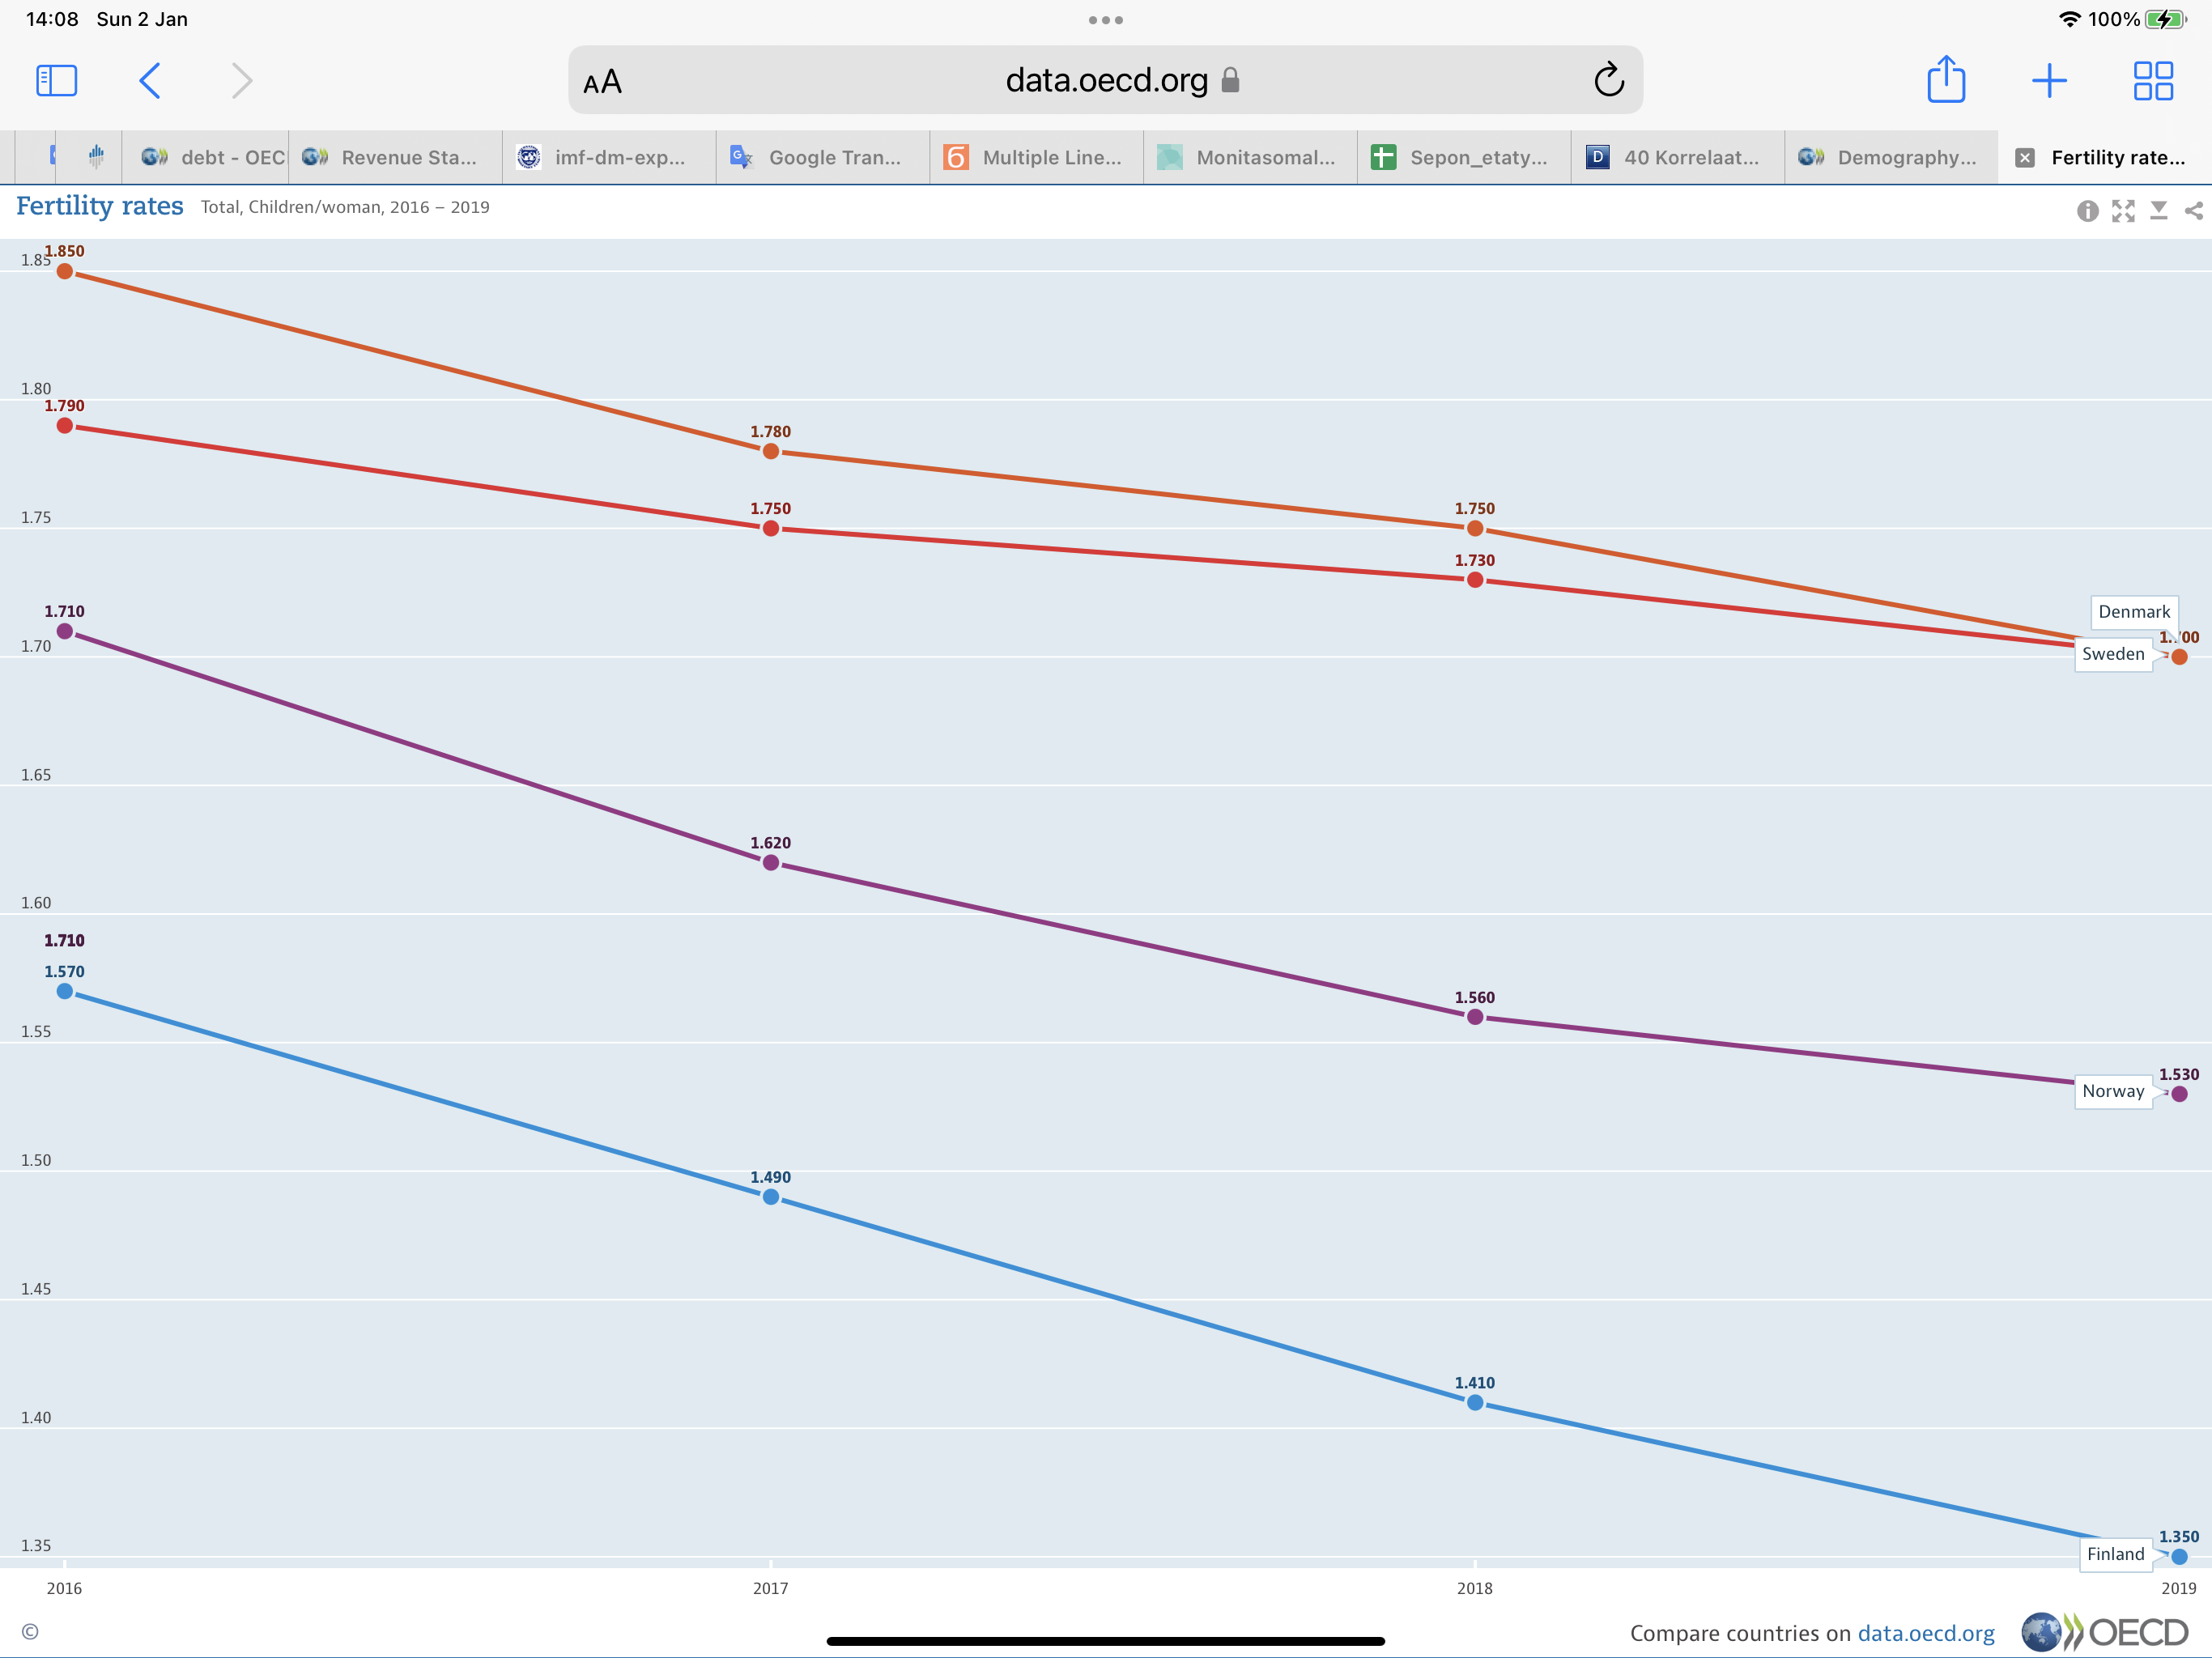 14:08 Sun 2 Jan
100%
AA data.oecd.org
debt - OEC
Revenue Sta...
imf-dm-exp...
Google Tran...
Multiple Line...
Monitasomal...
Sepon_etaty...
D 40 Korrelaat...
Demography...
Fertility rate...
Fertility rates Total, Children/woman, 2016 – 2019
1.850
1.85
1.80
1.790
1.780
1.750
1.750
1.75
1.730
1.710
Denmark
1.700
1.70
Sweden
1.65
1.620
1.60
1.710
1.570
1.560
1.55
1.530
Norway
1.50
1.490
1.45
1.410
1.40
1.350
1.35
Finland
2016 2017 2018 2019
©
Compare countries on data.oecd.org OECD